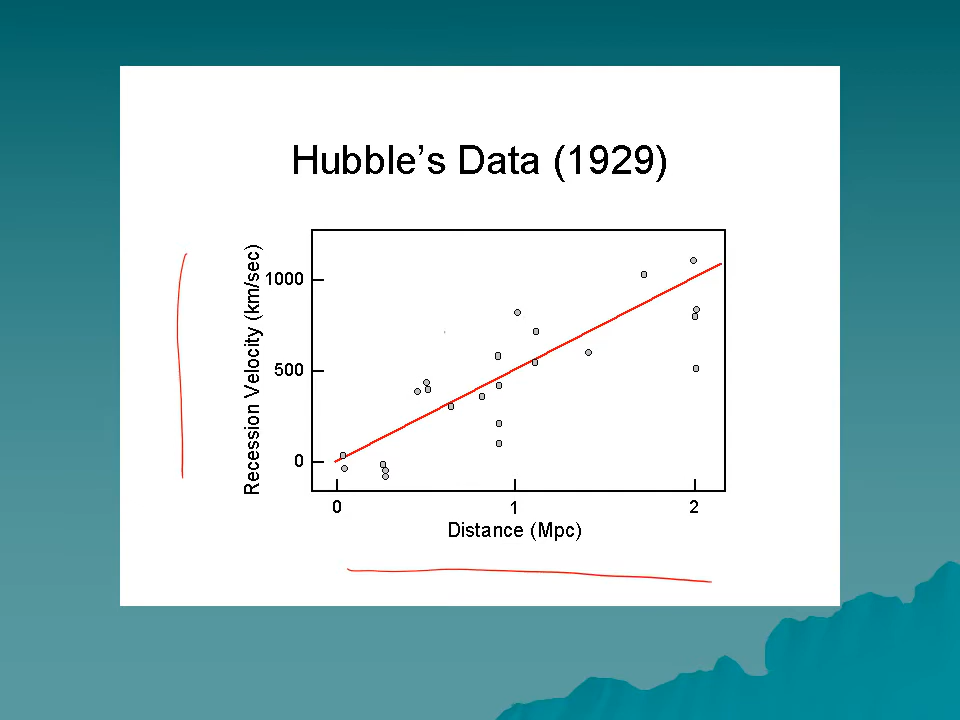 Hubble's Data (1929)
Recession Velocity (km/sec)
1000
500
0
0 1 2
Distance (Mpc)